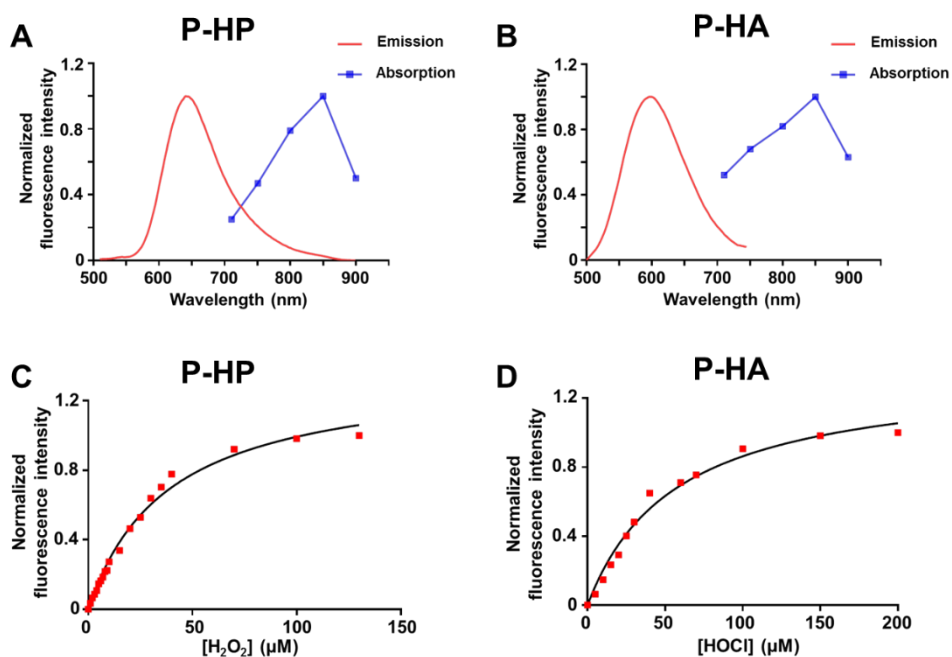 A
P-HP
Emission
Absorption
Normalized
fluorescence intensity
1.2
0.8
0.4
0
500
600
700
800
900
Wavelength (nm)
B
P-HA
Emission
Absorption
Normalized
fluorescence intensity
1.2
0.8
0.4
0
500
600
700
800
900
Wavelength (nm)
C
P-HP
Normalized
fluorescence intensity
1.2
0.8
0.4
0
0
50
100
150
[H₂O₂] (µM)
D
P-HA
Normalized
fluorescence intensity
1.2
0.8
0.4
0
0
50
100
150
200
[HOCl] (µM)